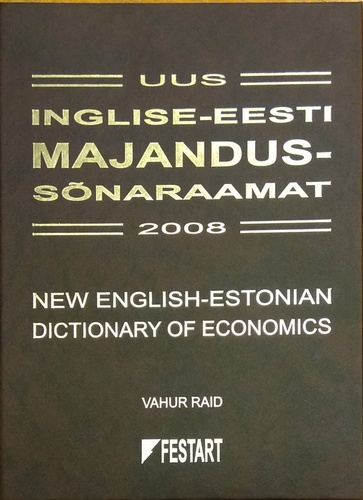 UUS
INGLISE-EESTI
MAJANDUS-
SÕNARAAMAT
2008
NEW ENGLISH-ESTONIAN
DICTIONARY OF ECONOMICS
VAHUR RAID
FESTART